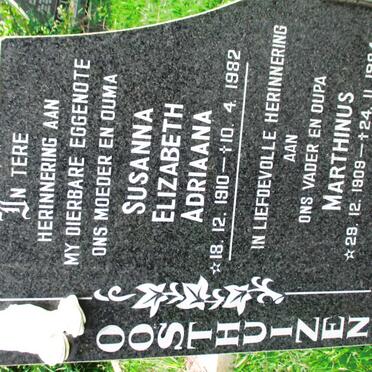 OOSTHUIZEN
IN TERE
HERINNERING AAN
MY DIERBARE EGGENOTE
ONS MOEDER EN OUMA
SUSANNA
ELIZABETH
ADRIAANA
☆18.12.1910-†10.4.1982
IN LIEFDEVOLLE HERINNERING
AAN
ONS VADER EN OUPA
MARTHINUS
☆29.12.1909-†24.11.